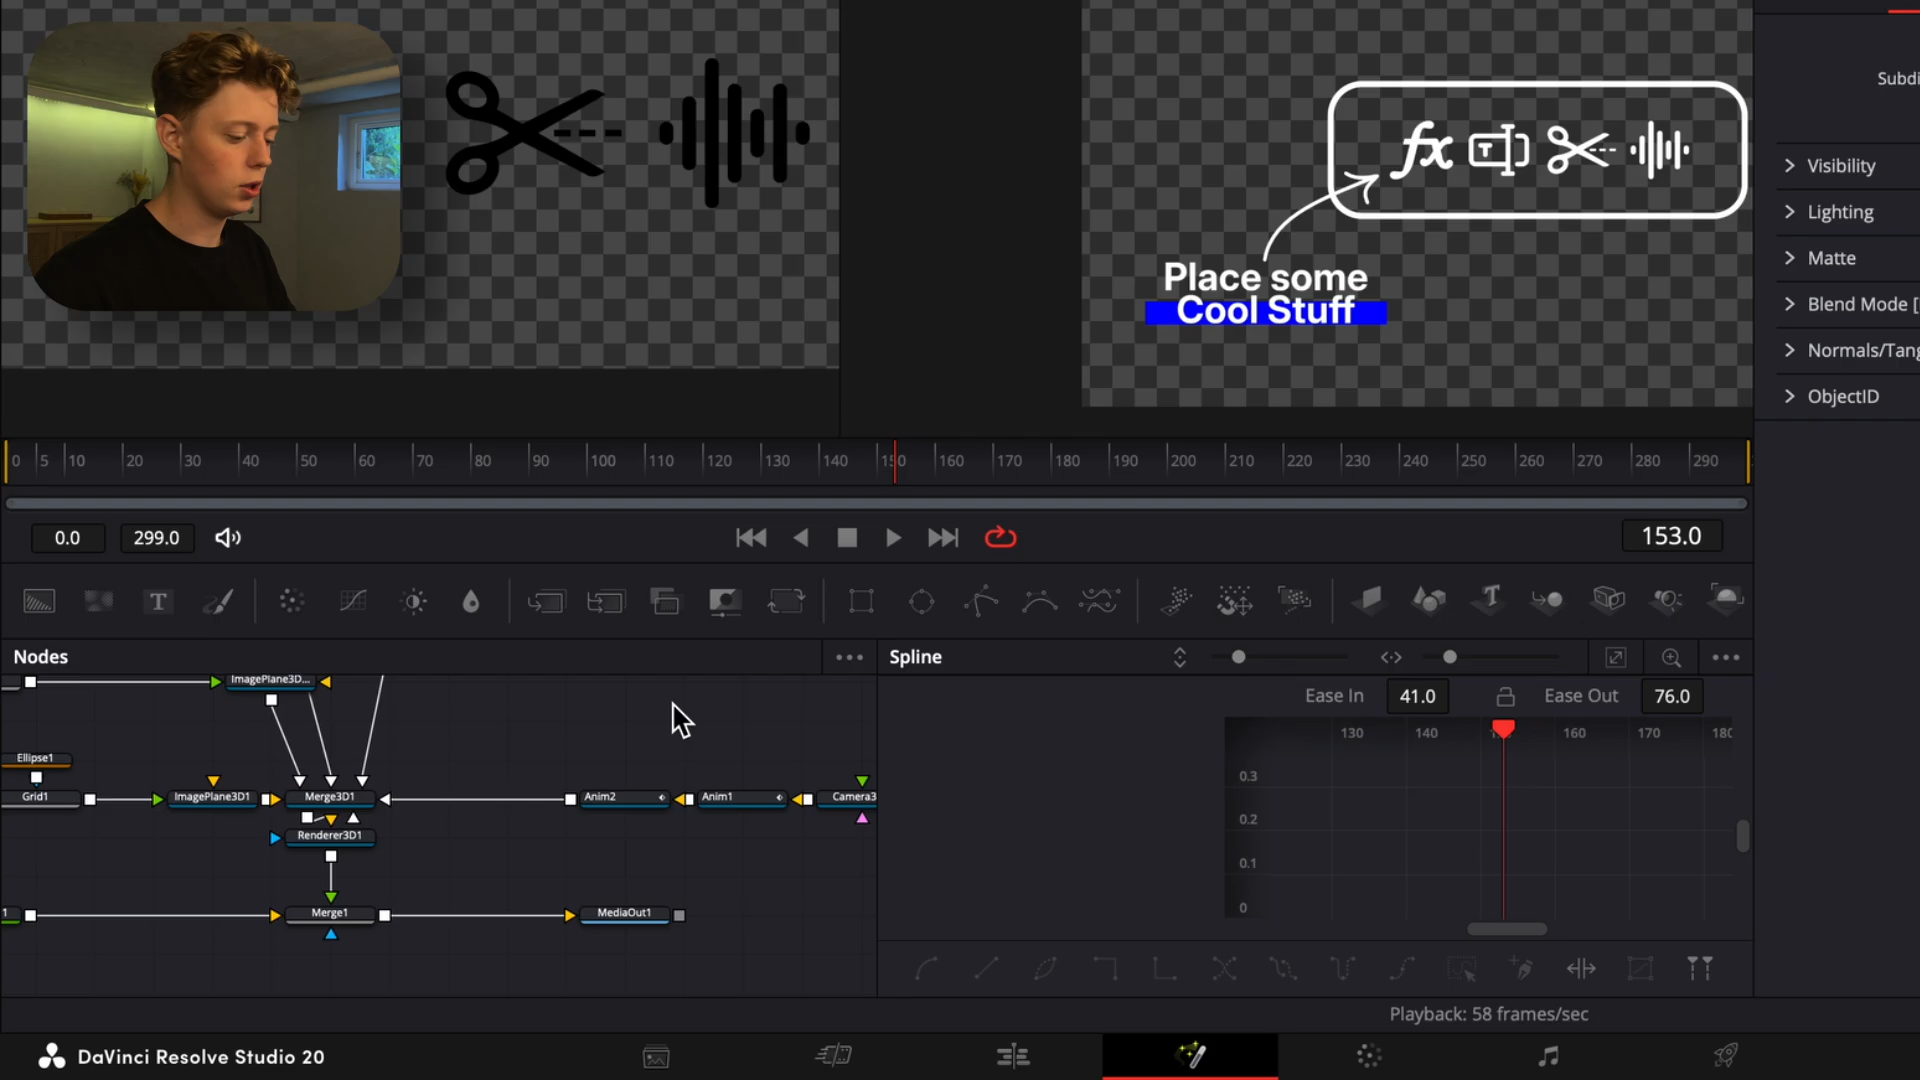 Subdi
fx T
Place some
Cool Stuff
Visibility
Lighting
Matte
Blend Mode [
Normals/Tang
ObjectID
0 5 10 20 30 40 50 60 70 80 90 100 110 120 130 140 150 160 170 180 190 200 210 220 230 240 250 260 270 280 290
0.0 299.0 153.0
T
Nodes
Spline
Ease In 41.0 Ease Out 76.0
ImagePlane3D...
Ellipse1
Grid1
ImagePlane3D1
Merge3D1
Anim2
Anim1
Camera3
Renderer3D1
1
Merge1
MediaOut1
130 140 160 170 180
0.3
0.2
0.1
0
Playback: 58 frames/sec
DaVinci Resolve Studio 20